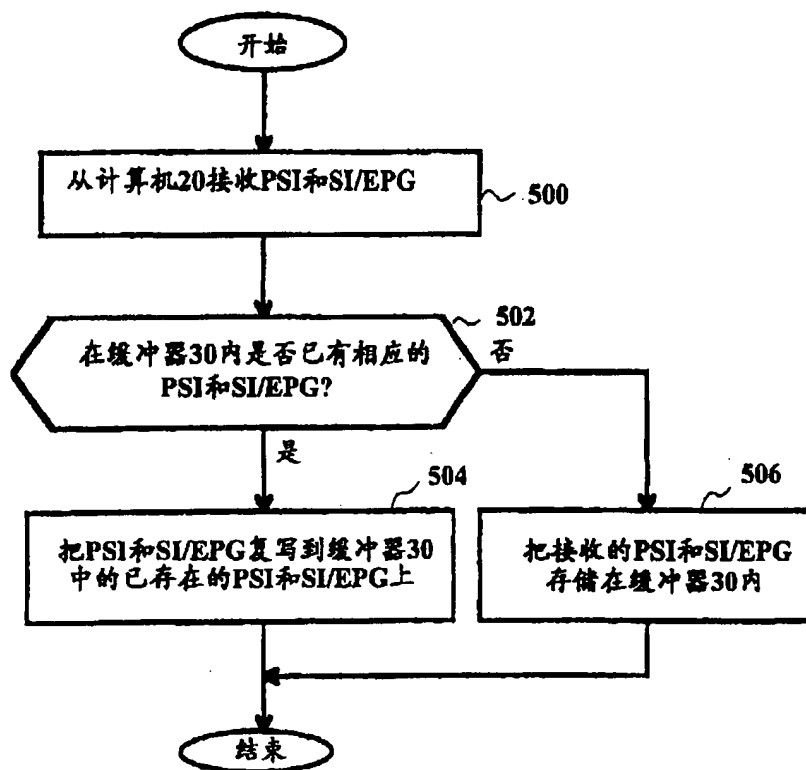 开始
从计算机20接收PSI和SI/EPG
500
502
在缓冲器30内是否已有相应的
PSI和SI/EPG?
否
是
504
506
把PSI和SI/EPG复写到缓冲器30
中的已存在的PSI和SI/EPG上
把接收的PSI和SI/EPG
存储在缓冲器30内
结束